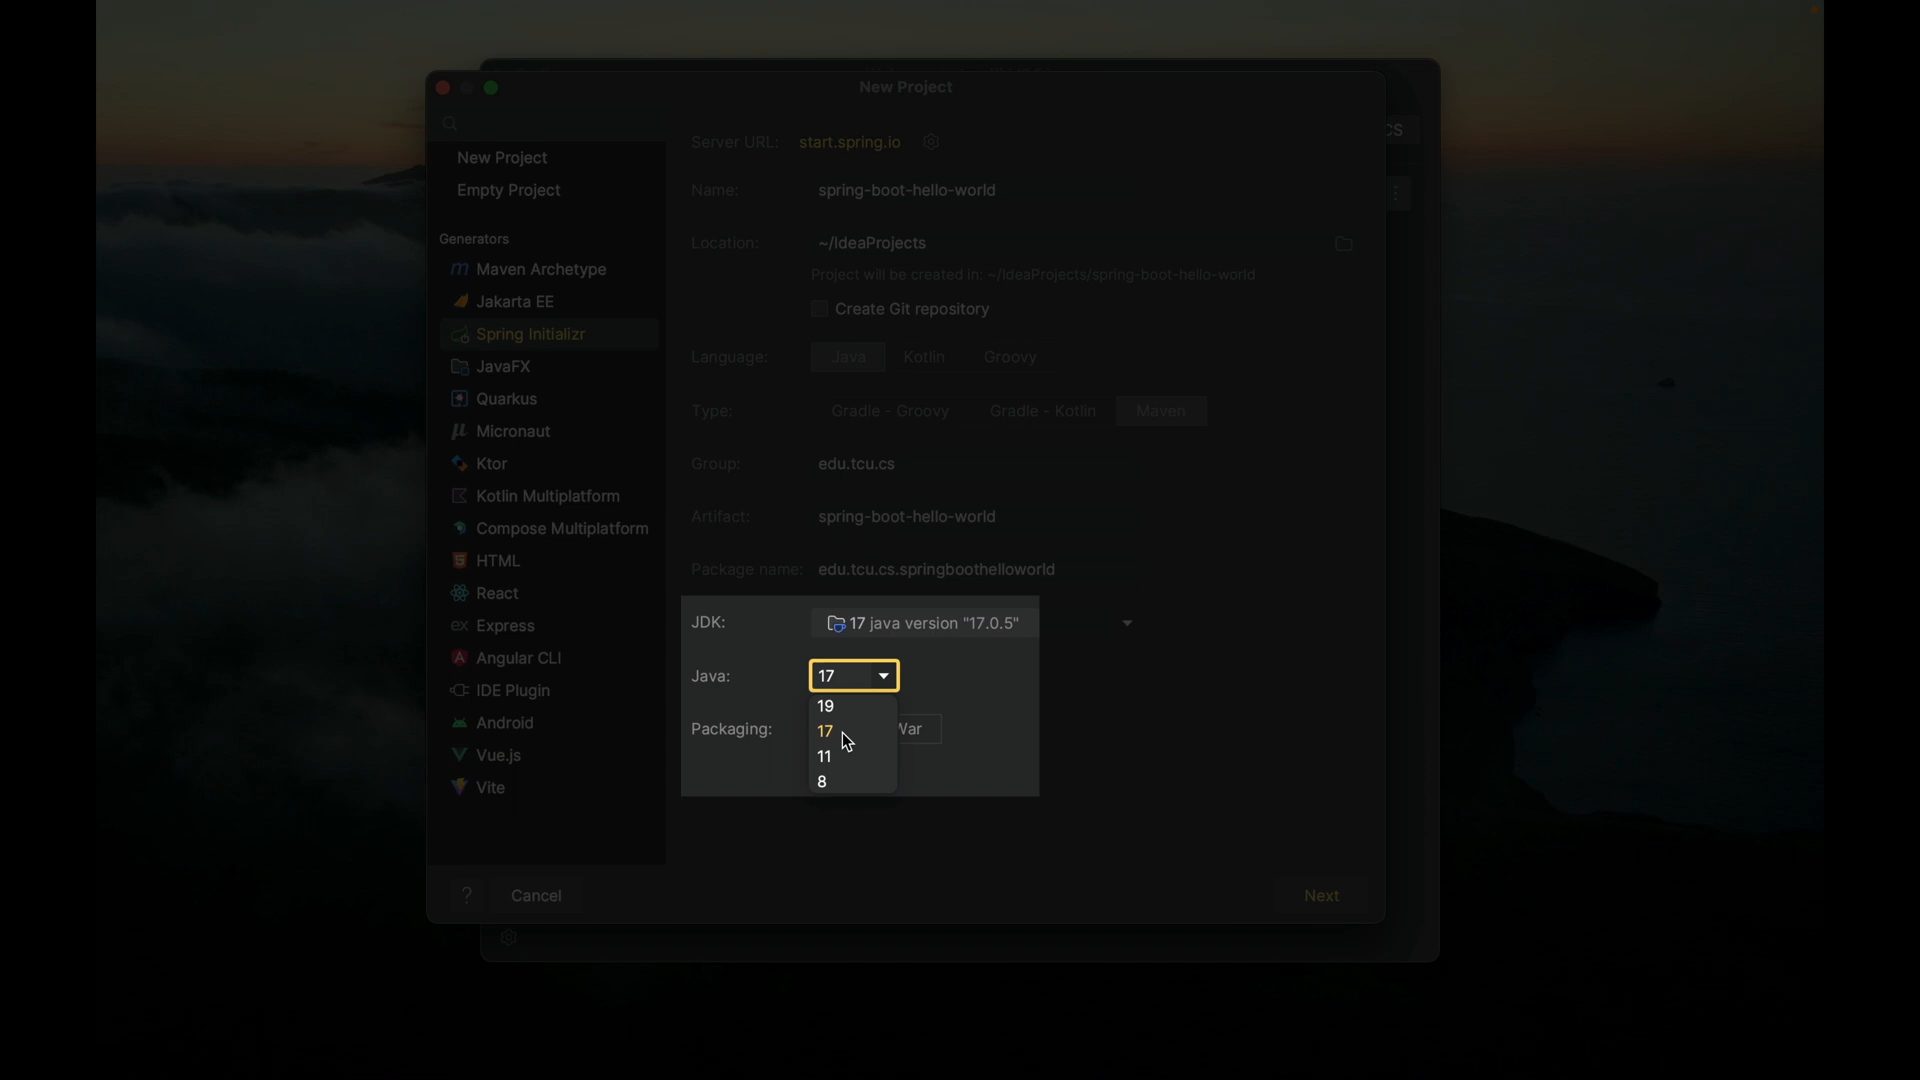 New Project
CS
New Project
Empty Project
Generators
Maven Archetype
Jakarta EE
Spring Initializr
JavaFX
Quarkus
Micronaut
Ktor
Kotlin Multiplatform
Compose Multiplatform
HTML
React
ex Express
Angular CLI
IDE Plugin
Android
Vue.js
Vite
Server URL: start.spring.io
Name: spring-boot-hello-world
Location: ~/IdeaProjects
Project will be created in: ~/IdeaProjects/spring-boot-hello-world
Create Git repository
Language: Java Kotlin Groovy
Type: Gradle - Groovy Gradle - Kotlin Maven
Group: edu.tcu.cs
Artifact: spring-boot-hello-world
Package name: edu.tcu.cs.springboothelloworld
JDK: 17 java version "17.0.5"
Java: 17
19
17
11
8
Packaging: War
? Cancel Next